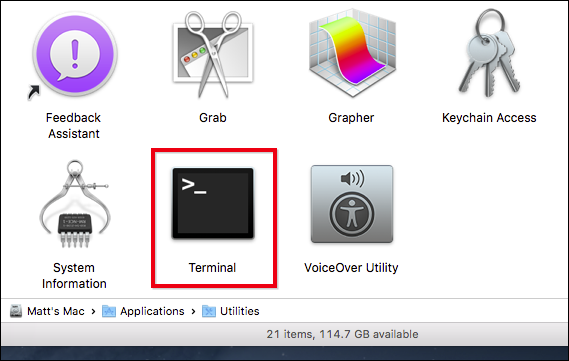 Feedback
Assistant
Grab
Grapher
Keychain Access
>_
System
Information
Terminal
VoiceOver Utility
Matt's Mac › Applications › Utilities
21 items, 114.7 GB available